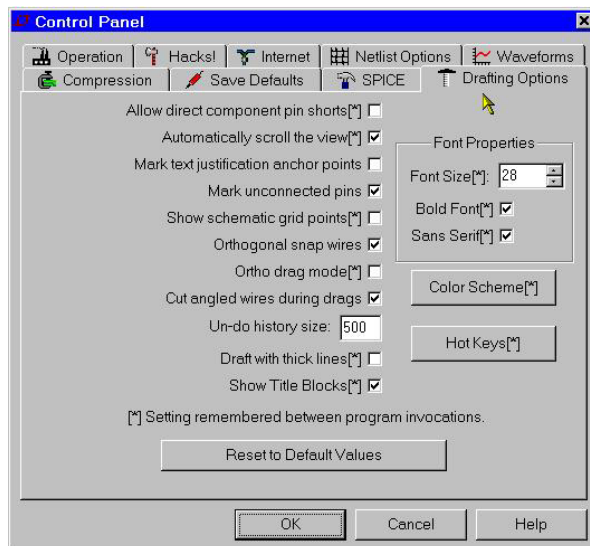 Control Panel
Operation
Hacks!
Internet
Netlist Options
Waveforms
Compression
Save Defaults
SPICE
Drafting Options
Allow direct component pin shorts[*]
Automatically scroll the view[*]
Mark text justification anchor points
Mark unconnected pins
Show schematic grid points[*]
Orthogonal snap wires
Ortho drag mode[*]
Cut angled wires during drags
Un-do history size: 500
Draft with thick lines[*]
Show Title Blocks[*]
Font Properties
Font Size[*]: 28
Bold Font[*]
Sans Serif[*]
Color Scheme[*]
Hot Keys[*]
[*] Setting remembered between program invocations.
Reset to Default Values
OK
Cancel
Help